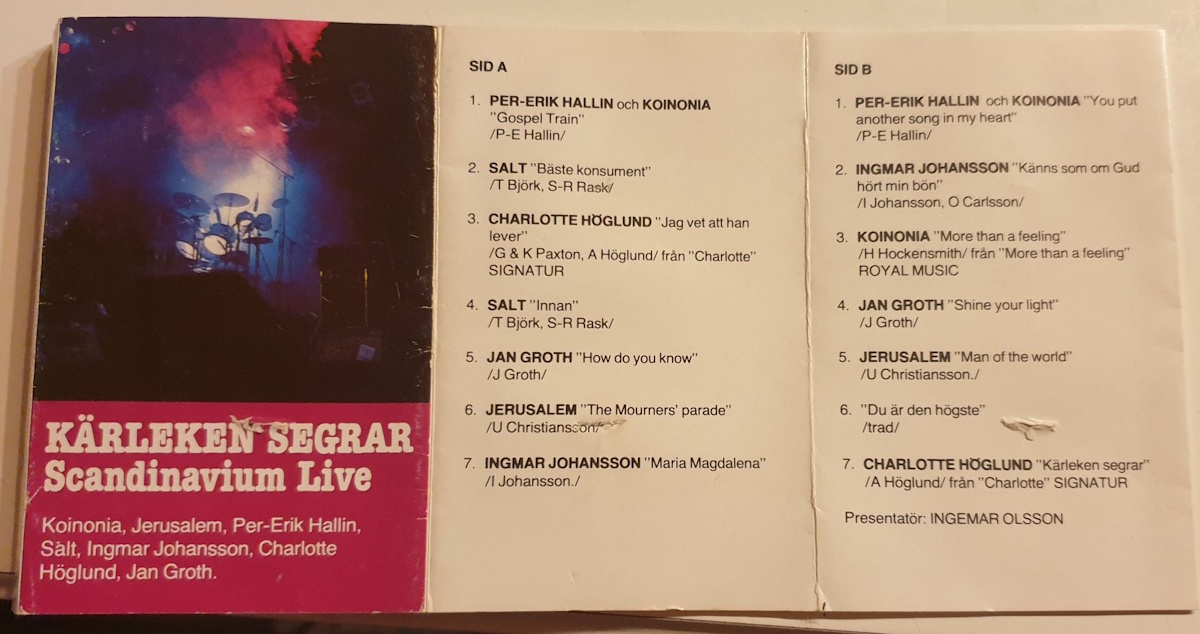 KÄRLEKEN SEGRAR
Scandinavium Live
Koinonia, Jerusalem, Per-Erik Hallin,
Salt, Ingmar Johansson, Charlotte
Höglund, Jan Groth.
SID A
1. PER-ERIK HALLIN och KOINONIA
"Gospel Train"
/P-E Hallin/
2. SALT "Bäste konsument"
/T Björk, S-R Rask/
3. CHARLOTTE HÖGLUND "Jag vet att han
lever"
/G & K Paxton, A Höglund/ från "Charlotte"
SIGNATUR
4. SALT "Innan"
/T Björk, S-R Rask/
5. JAN GROTH "How do you know"
/J Groth/
6. JERUSALEM "The Mourners' parade"
/U Christiansson/
7. INGMAR JOHANSSON "Maria Magdalena"
/I Johansson./
SID B
1. PER-ERIK HALLIN och KOINONIA "You put
another song in my heart"
/P-E Hallin/
2. INGMAR JOHANSSON "Känns som om Gud
hört min bön"
/I Johansson, O Carlsson/
3. KOINONIA "More than a feeling"
/H Hockensmith/ från "More than a feeling"
ROYAL MUSIC
4. JAN GROTH "Shine your light"
/J Groth/
5. JERUSALEM "Man of the world"
/U Christiansson./
6. "Du är den högste"
/trad/
7. CHARLOTTE HÖGLUND "Kärleken segrar"
/A Höglund/ från "Charlotte" SIGNATUR
Presentatör: INGEMAR OLSSON